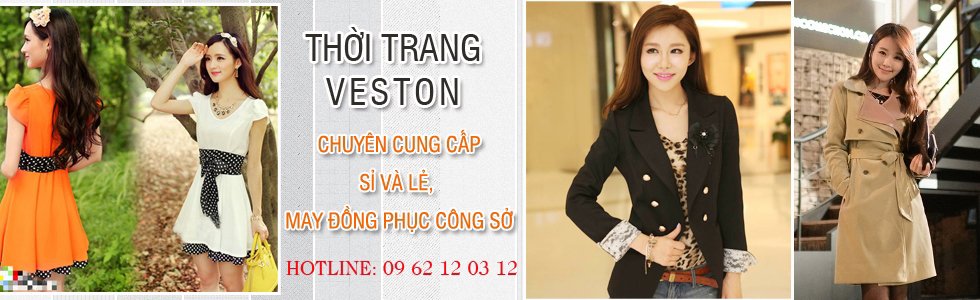 THỜI TRANG
VESTON
CHUYÊN CUNG CẤP
SỈ VÀ LẺ,
MAY ĐỒNG PHỤC CÔNG SỞ
HOTLINE: 09 62 12 03 12